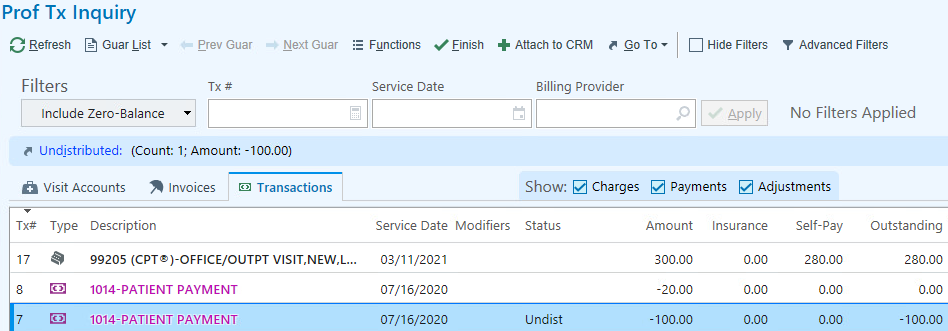 Prof Tx Inquiry
Refresh Guar List Prev Guar Next Guar Functions Finish Attach to CRM Go To Hide Filters Advanced Filters
Filters Tx # Service Date Billing Provider
Include Zero-Balance Apply No Filters Applied
Undistributed: (Count: 1; Amount: -100.00)
Visit Accounts Invoices Transactions Show: Charges Payments Adjustments
Tx# Type Description Service Date Modifiers Status Amount Insurance Self-Pay Outstanding
17 99205 (CPT®)-OFFICE/OUTPT VISIT,NEW,L... 03/11/2021 300.00 0.00 280.00 280.00
8 1014-PATIENT PAYMENT 07/16/2020 -20.00 0.00 0.00 0.00
7 1014-PATIENT PAYMENT 07/16/2020 Undist -100.00 0.00 0.00 -100.00